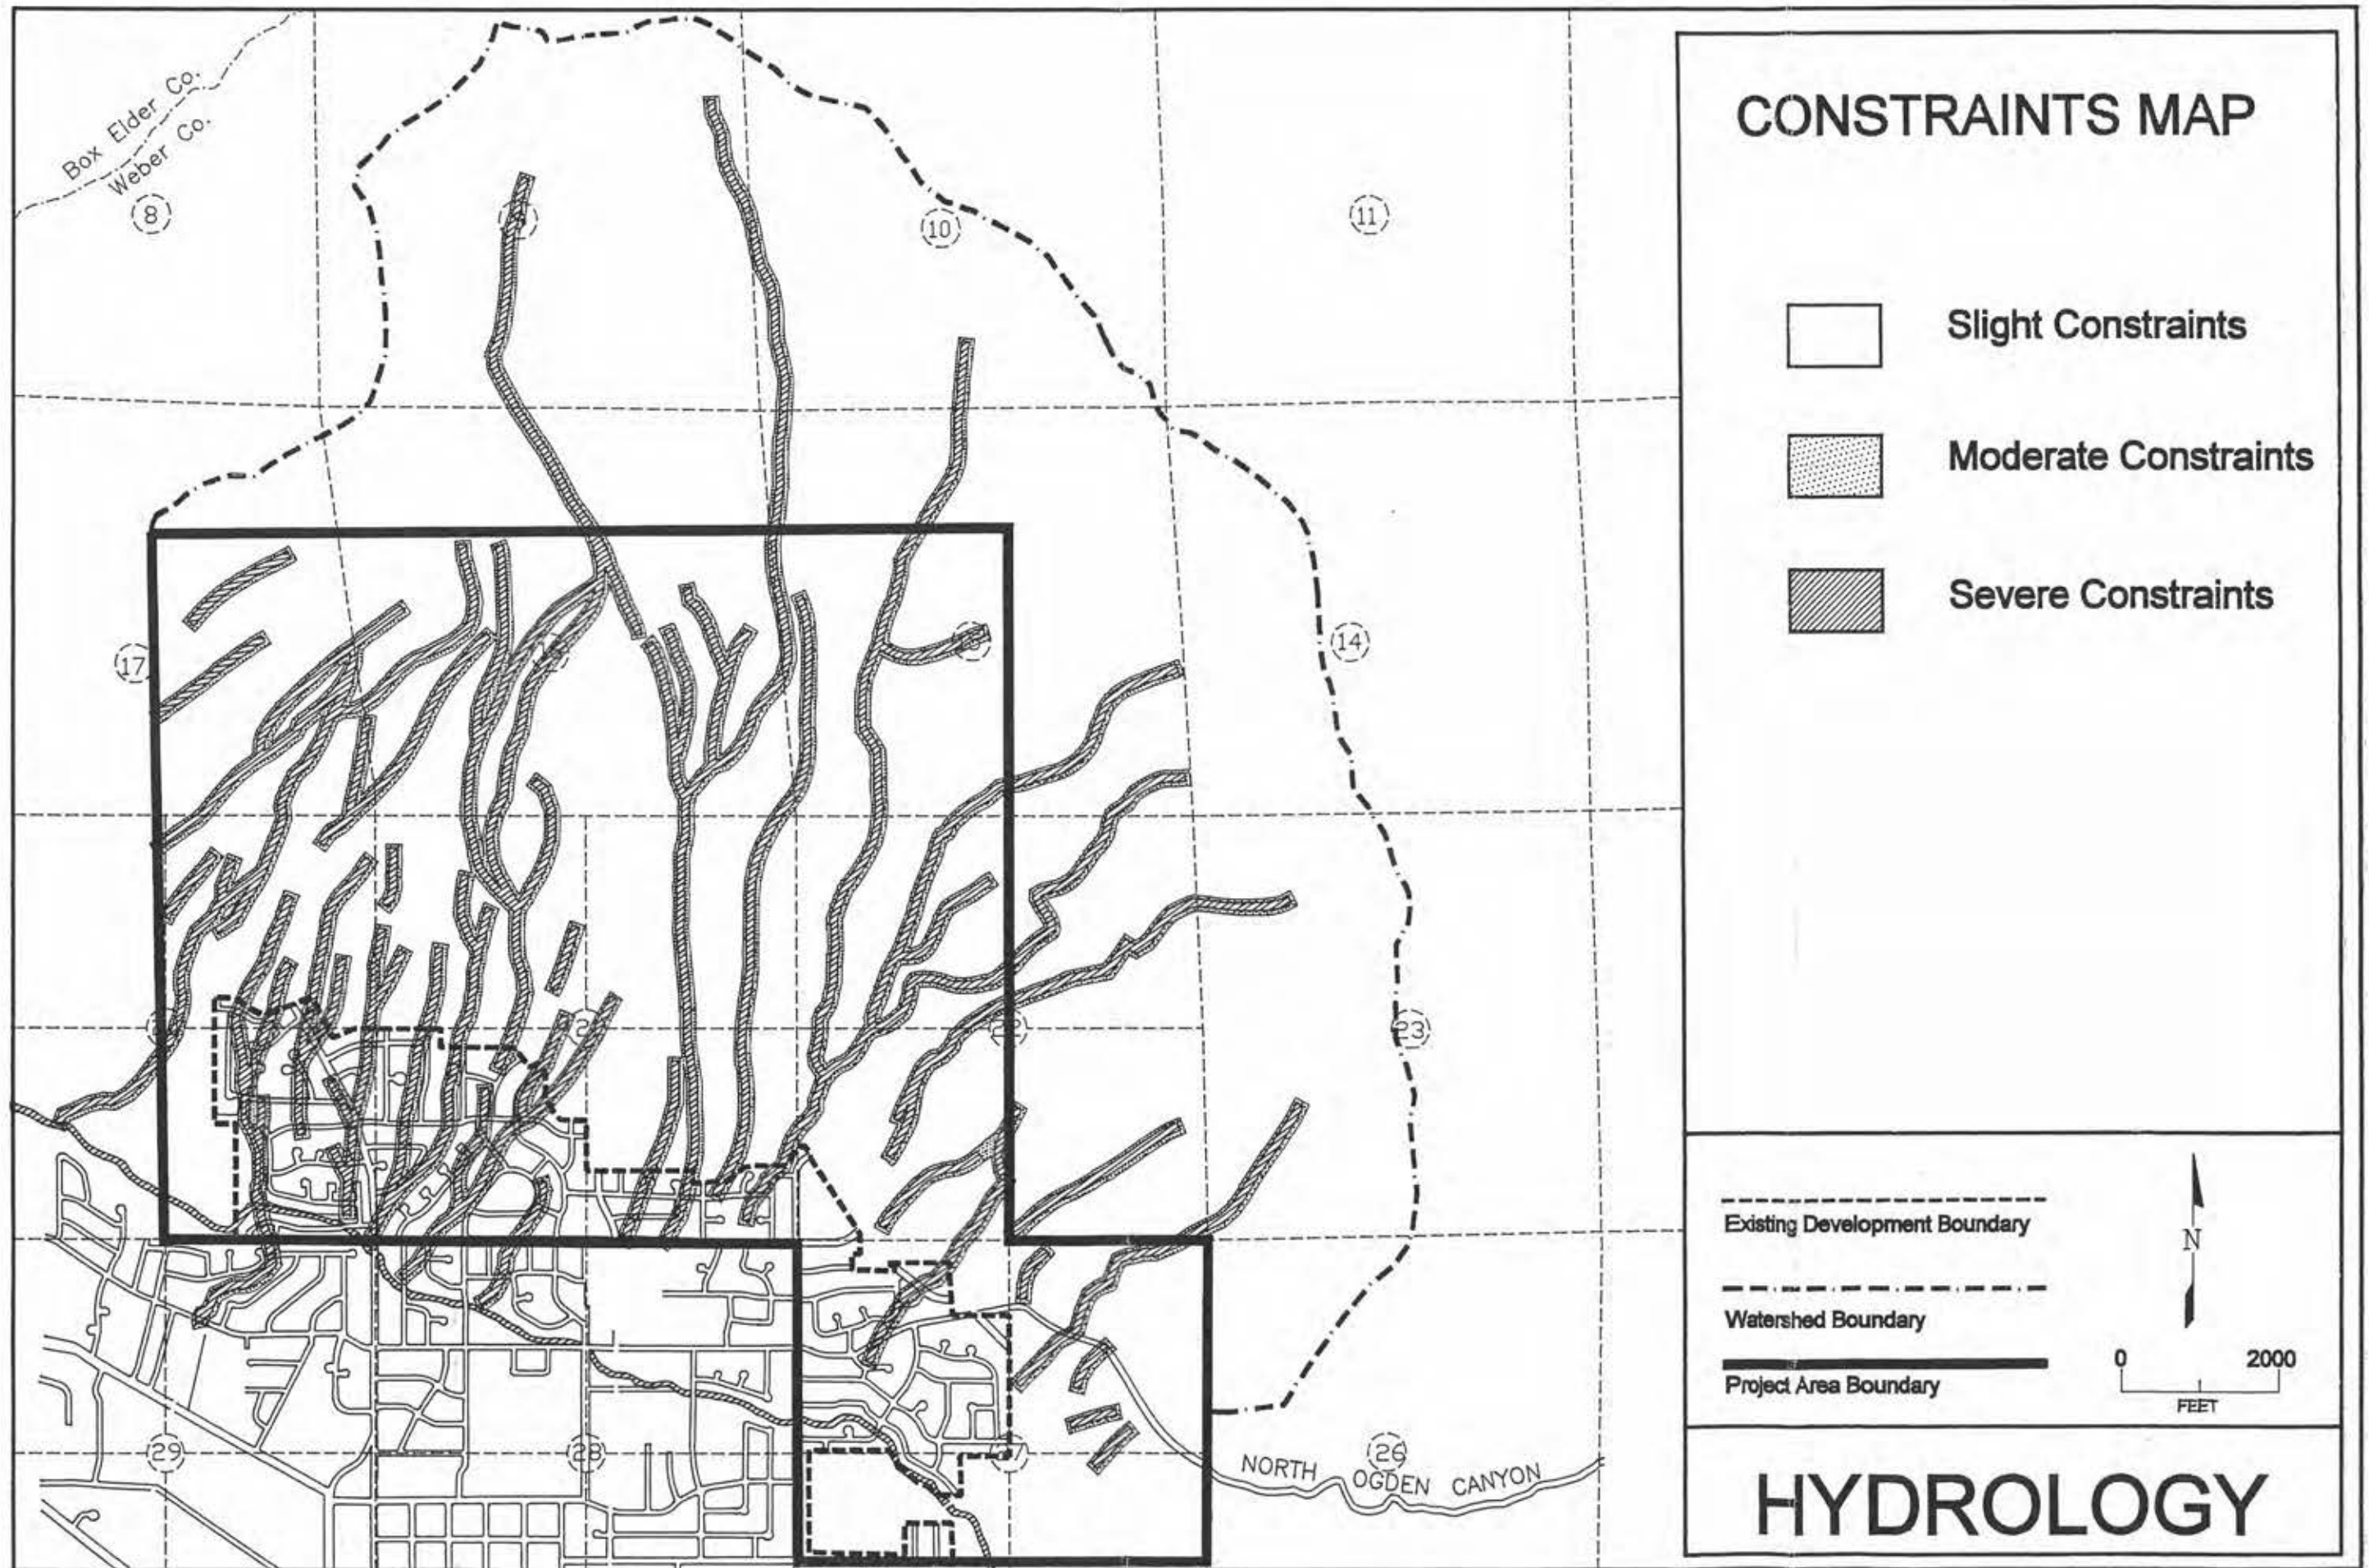 CONSTRAINTS MAP
Slight Constraints
Moderate Constraints
Severe Constraints
Existing Development Boundary
Watershed Boundary
Project Area Boundary
N
0 2000
FEET
HYDROLOGY
Box Elder Co.
Weber Co.
8
10
11
17
14
22
23
29
28
26
NORTH OGDEN CANYON